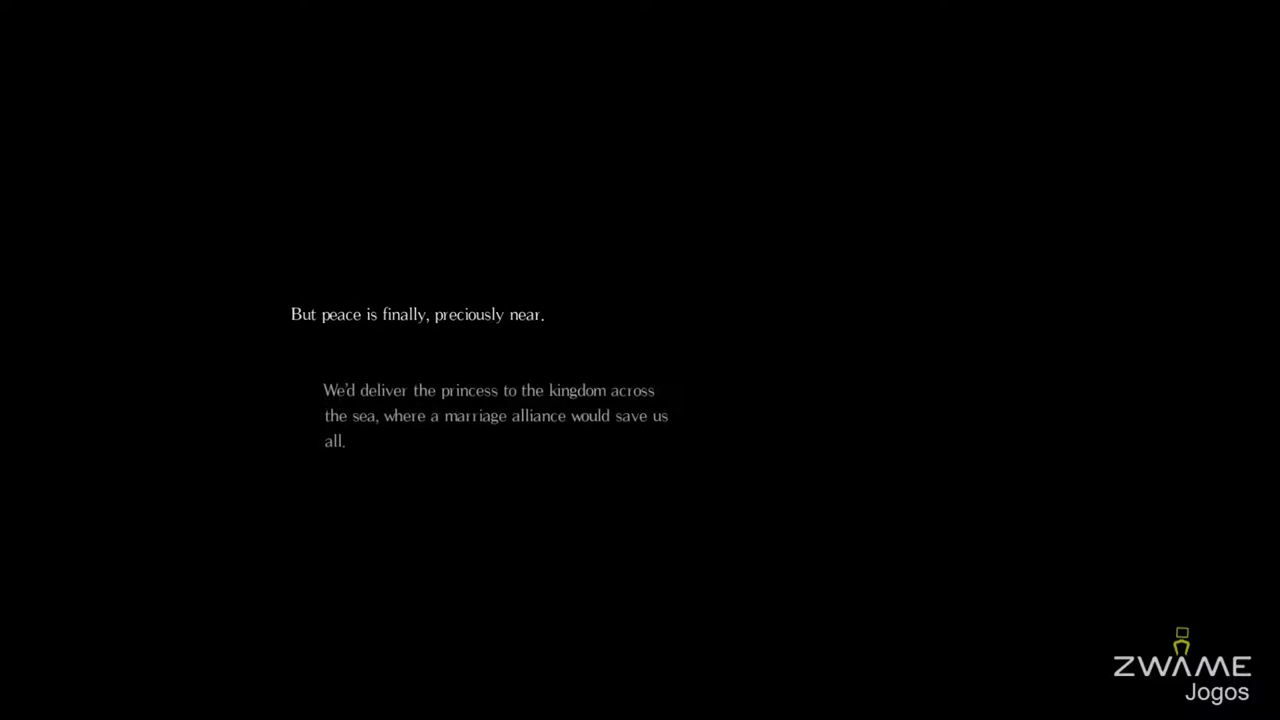 But peace is finally, preciously near.
We'd deliver the princess to the kingdom across
the sea, where a marriage alliance would save us
all.
ZWAME
Jogos